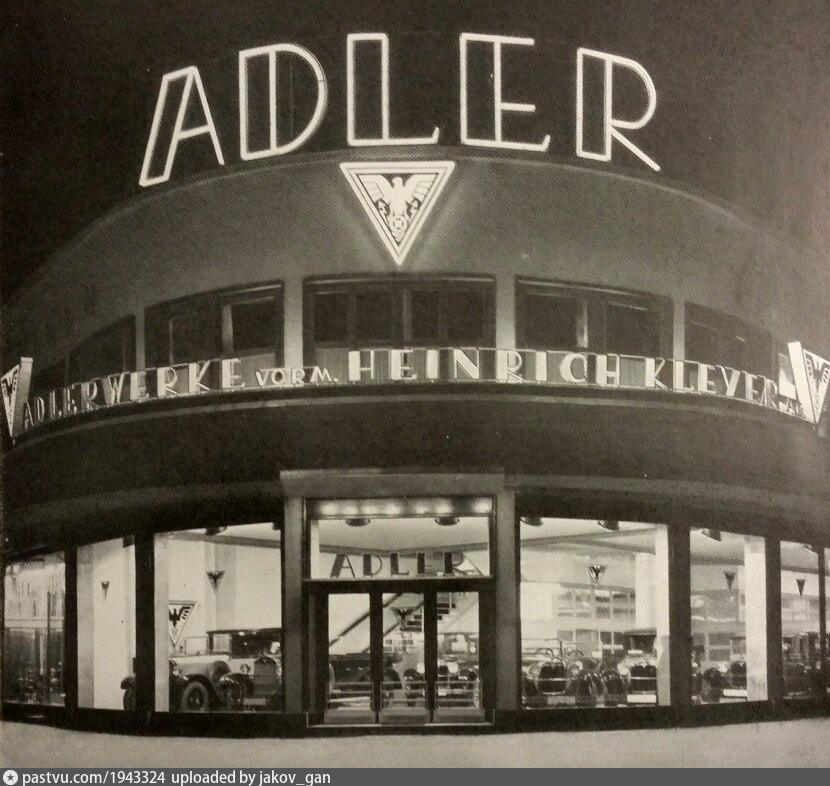 ADLER
ADLERWERKE VORM. HEINRICH KLEYER A.G.
ADLER
pastvu.com/1943324 uploaded by jakov_gan